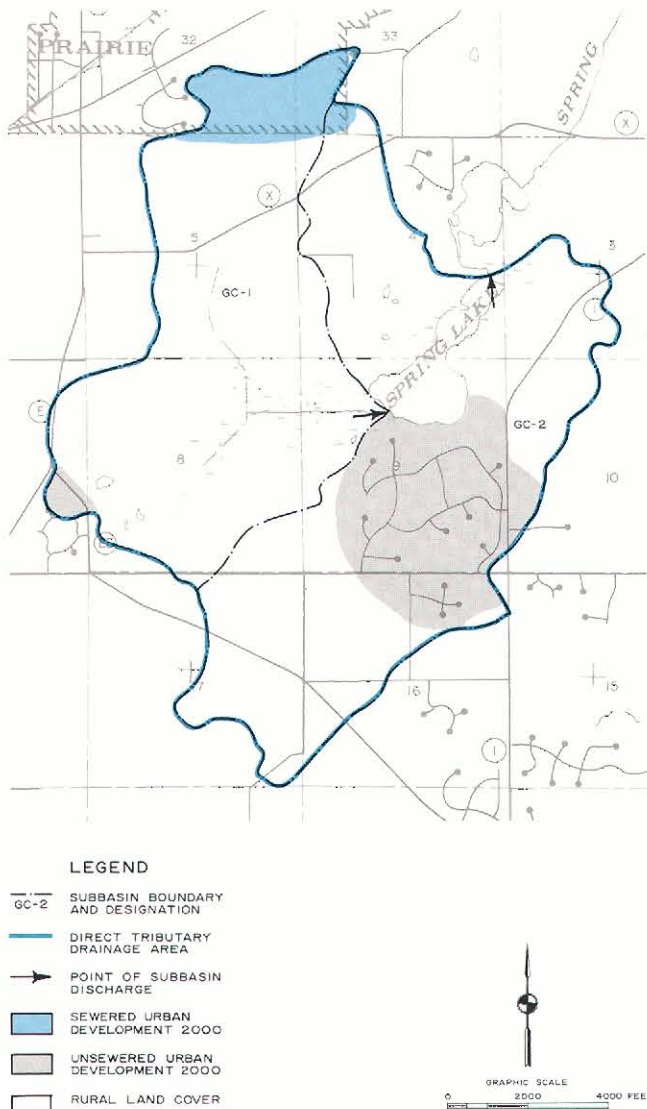 PRAIRIE
32
33
SPRING
X
X
5
4
3
GC-1
SPRING LAKE
E
GC-2
8
9
10
17
16
15
I
LEGEND
GC-2 SUBBASIN BOUNDARY
AND DESIGNATION
DIRECT TRIBUTARY
DRAINAGE AREA
POINT OF SUBBASIN
DISCHARGE
SEWERED URBAN
DEVELOPMENT 2000
UNSEWERED URBAN
DEVELOPMENT 2000
RURAL LAND COVER
GRAPHIC SCALE
0 2000 4000 FEE